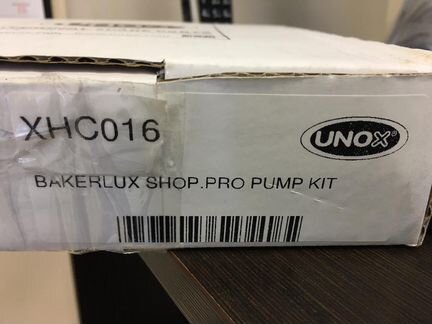 XHC016
UNOX®
BAKERLUX SHOP.PRO PUMP KIT